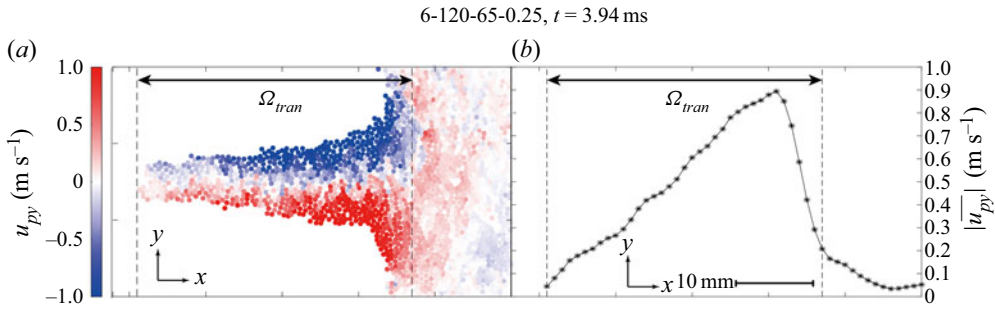 6-120-65-0.25, t = 3.94 ms
(a)
u_py (m s⁻¹)
1.0
0.5
0
–0.5
–1.0
Ω_tran
y
x
(b)
Ω_tran
y
x
10 mm
1.0
0.9
0.8
0.7
0.6
0.5
0.4
0.3
0.2
0.1
0
|u̅_py| (m s⁻¹)